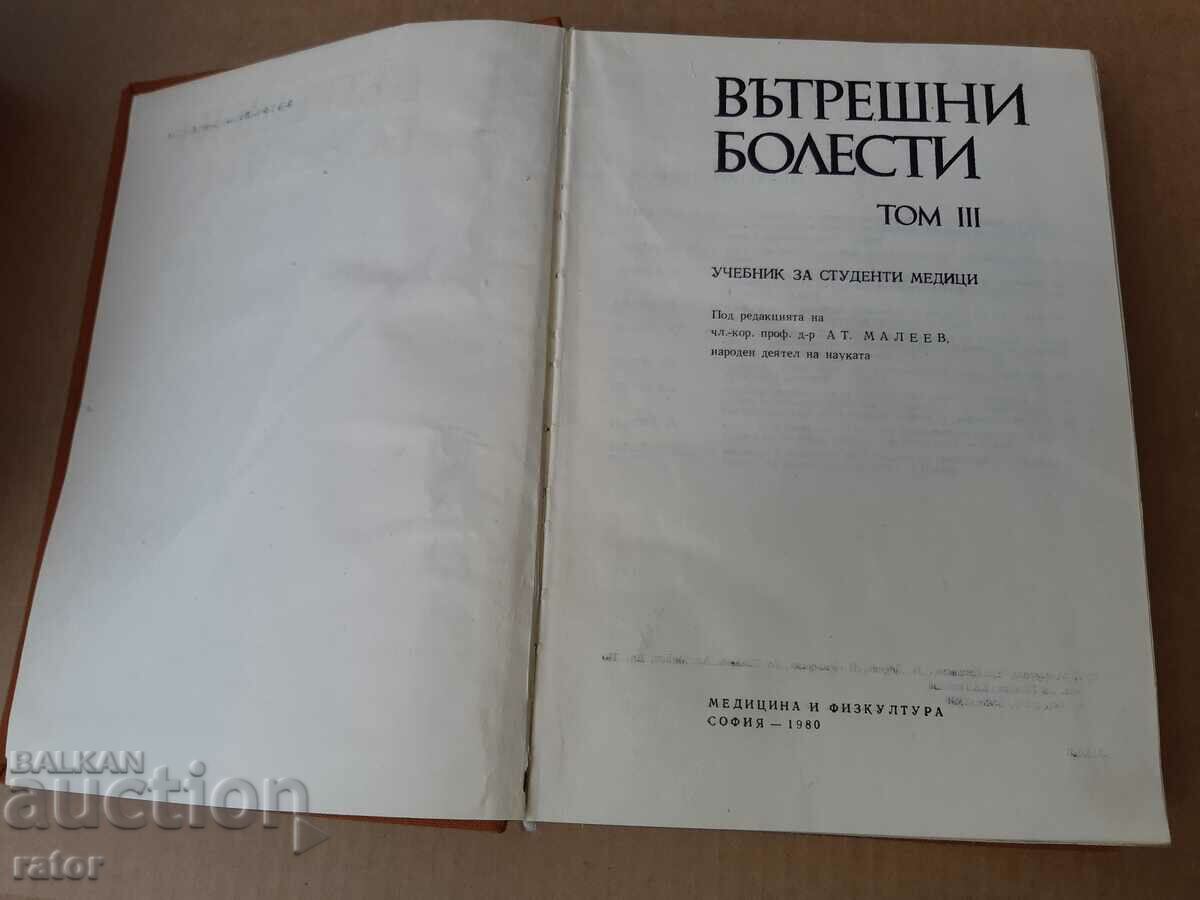 ВЪТРЕШНИ
БОЛЕСТИ
ТОМ III
УЧЕБНИК ЗА СТУДЕНТИ МЕДИЦИ
Под редакцията на
чл.-кор. проф. д-р АТ. МАЛЕЕВ,
народен деятел на науката
МЕДИЦИНА И ФИЗКУЛТУРА
СОФИЯ — 1980
BALKAN
auction
rator